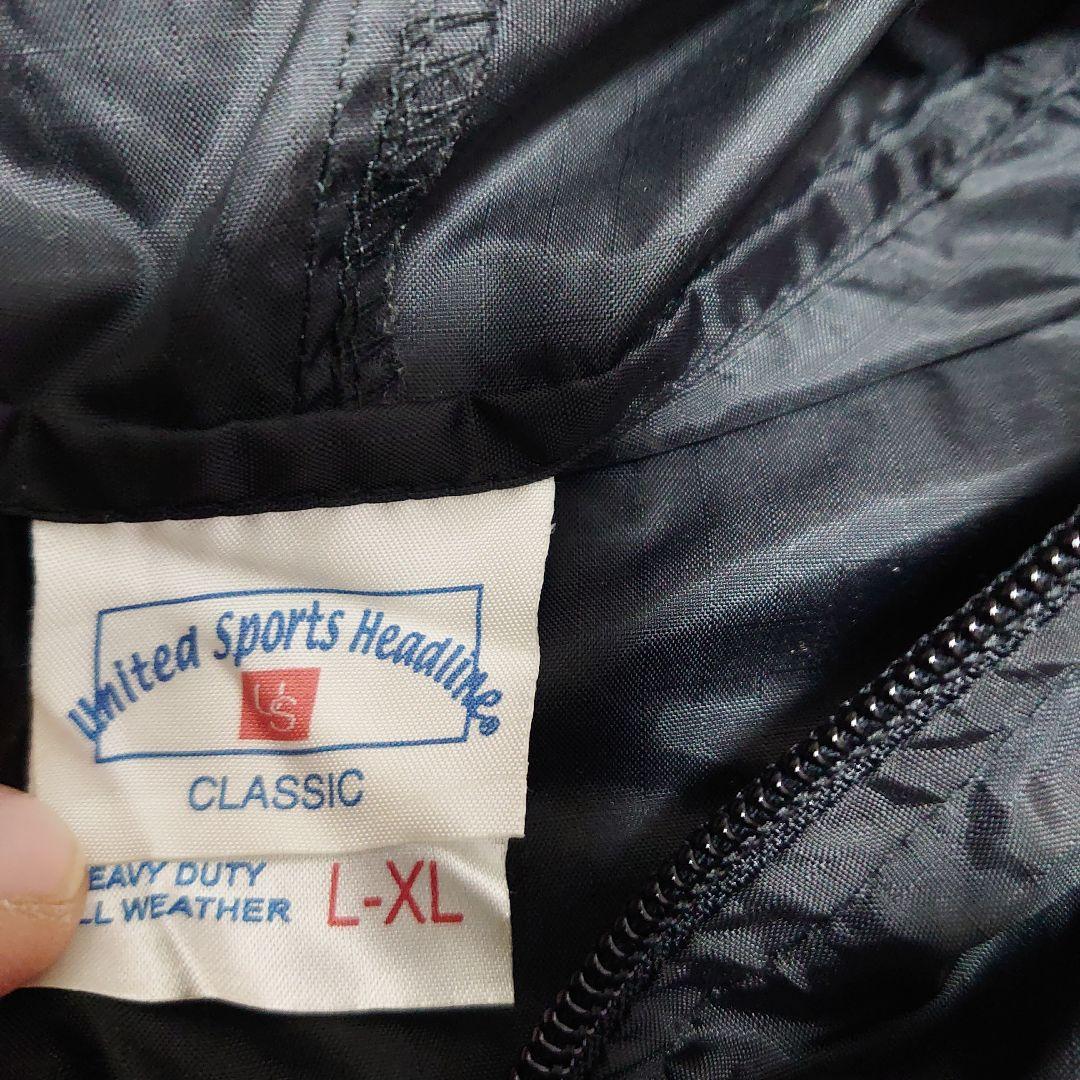 United Sports Headline
US
CLASSIC
EAVY DUTY
LL WEATHER
L-XL